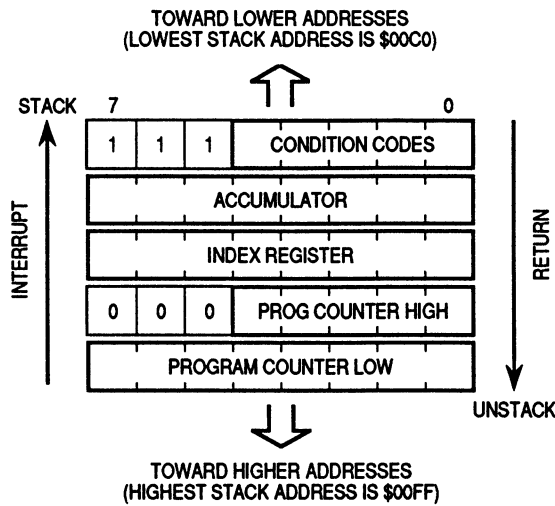 TOWARD LOWER ADDRESSES
(LOWEST STACK ADDRESS IS $00C0)
STACK 7 0
1 1 1 CONDITION CODES
ACCUMULATOR
INDEX REGISTER
0 0 0 PROG COUNTER HIGH
PROGRAM COUNTER LOW
INTERRUPT
RETURN
UNSTACK
TOWARD HIGHER ADDRESSES
(HIGHEST STACK ADDRESS IS $00FF)